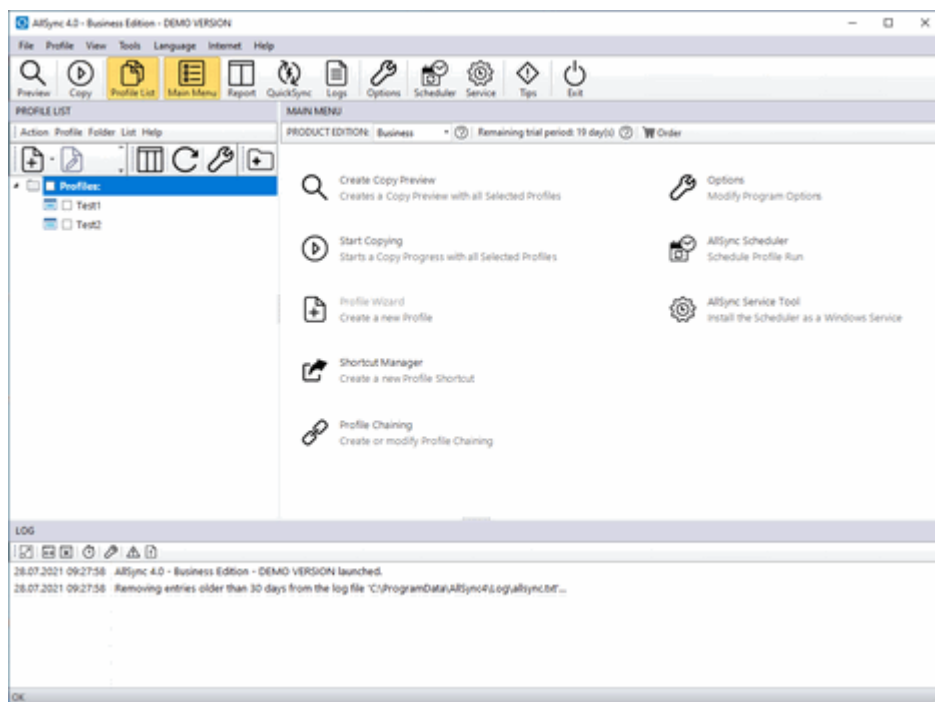 AllSync 4.0 - Business Edition - DEMO VERSION
File Profile View Tools Language Internet Help
Preview Copy Profile List Main Menu Report QuickSync Logs Options Scheduler Service Tips Exit
PROFILE LIST
MAIN MENU
Action Profile Folder List Help
PRODUCT EDITION: Business Remaining trial period: 19 day(s) Order
Profiles:
Test1
Test2
Create Copy Preview
Creates a Copy Preview with all Selected Profiles
Options
Modify Program Options
Start Copying
Starts a Copy Progress with all Selected Profiles
AllSync Scheduler
Schedule Profile Run
Profile Wizard
Create a new Profile
AllSync Service Tool
Install the Scheduler as a Windows Service
Shortcut Manager
Create a new Profile Shortcut
Profile Chaining
Create or modify Profile Chaining
LOG
28.07.2021 09:27:58 AllSync 4.0 - Business Edition - DEMO VERSION launched.
28.07.2021 09:27:58 Removing entries older than 30 days from the log file 'C:\ProgramData\AllSync4\Log\allsync.txt'...
OK